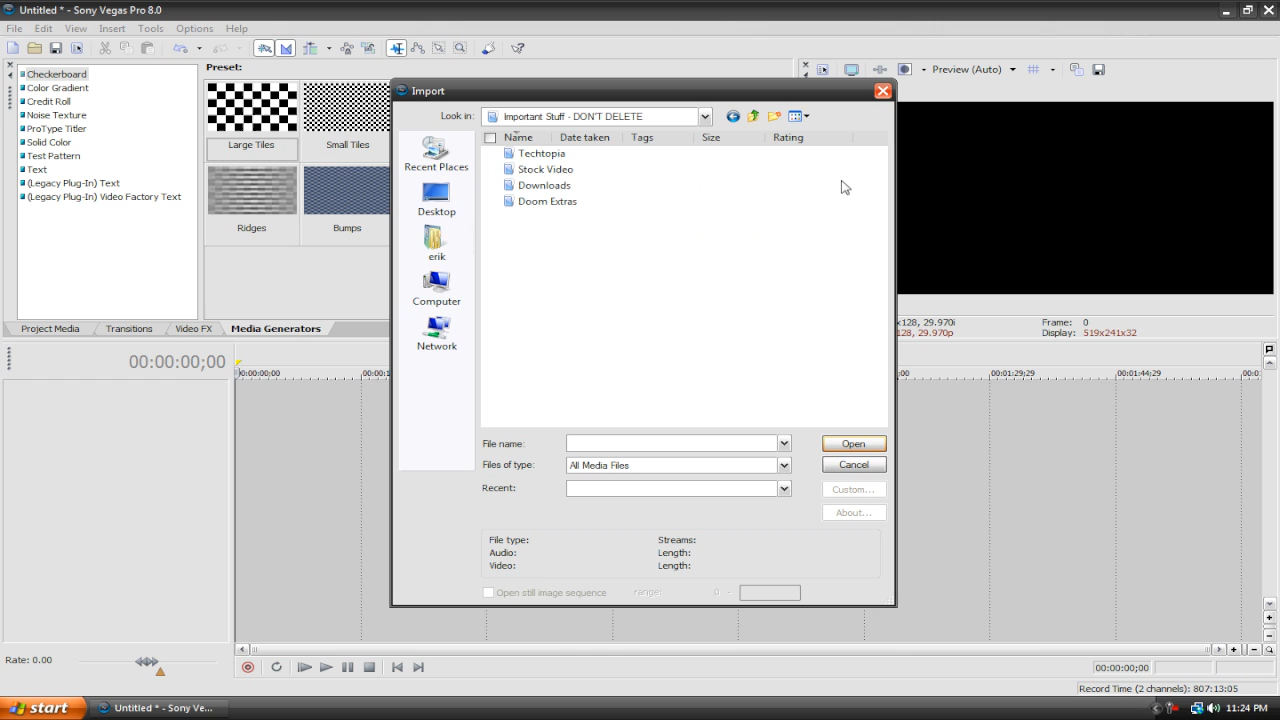 Untitled * - Sony Vegas Pro 8.0
File Edit View Insert Tools Options Help
Checkerboard
Color Gradient
Credit Roll
Noise Texture
ProType Titler
Solid Color
Test Pattern
Text
(Legacy Plug-In) Text
(Legacy Plug-In) Video Factory Text
Preset:
Large Tiles
Small Tiles
Ridges
Bumps
Preview (Auto)
Import
Look in: Important Stuff - DON'T DELETE
Recent Places
Desktop
erik
Computer
Network
Name Date taken Tags Size Rating
Techtopia
Stock Video
Downloads
Doom Extras
File name: Open
Files of type: All Media Files Cancel
Recent: Custom...
About...
File type: Streams:
Audio: Length:
Video: Length:
Open still image sequence range: 0 -
Project Media Transitions Video FX Media Generators
x128, 29.970i Frame: 0
128, 29.970p Display: 519x241x32
00:00:00;00
00:01:29;29 00:01:44;29
Rate: 0.00
00:00:00;00
Record Time (2 channels): 807:13:05
start Untitled * - Sony Ve... 11:24 PM